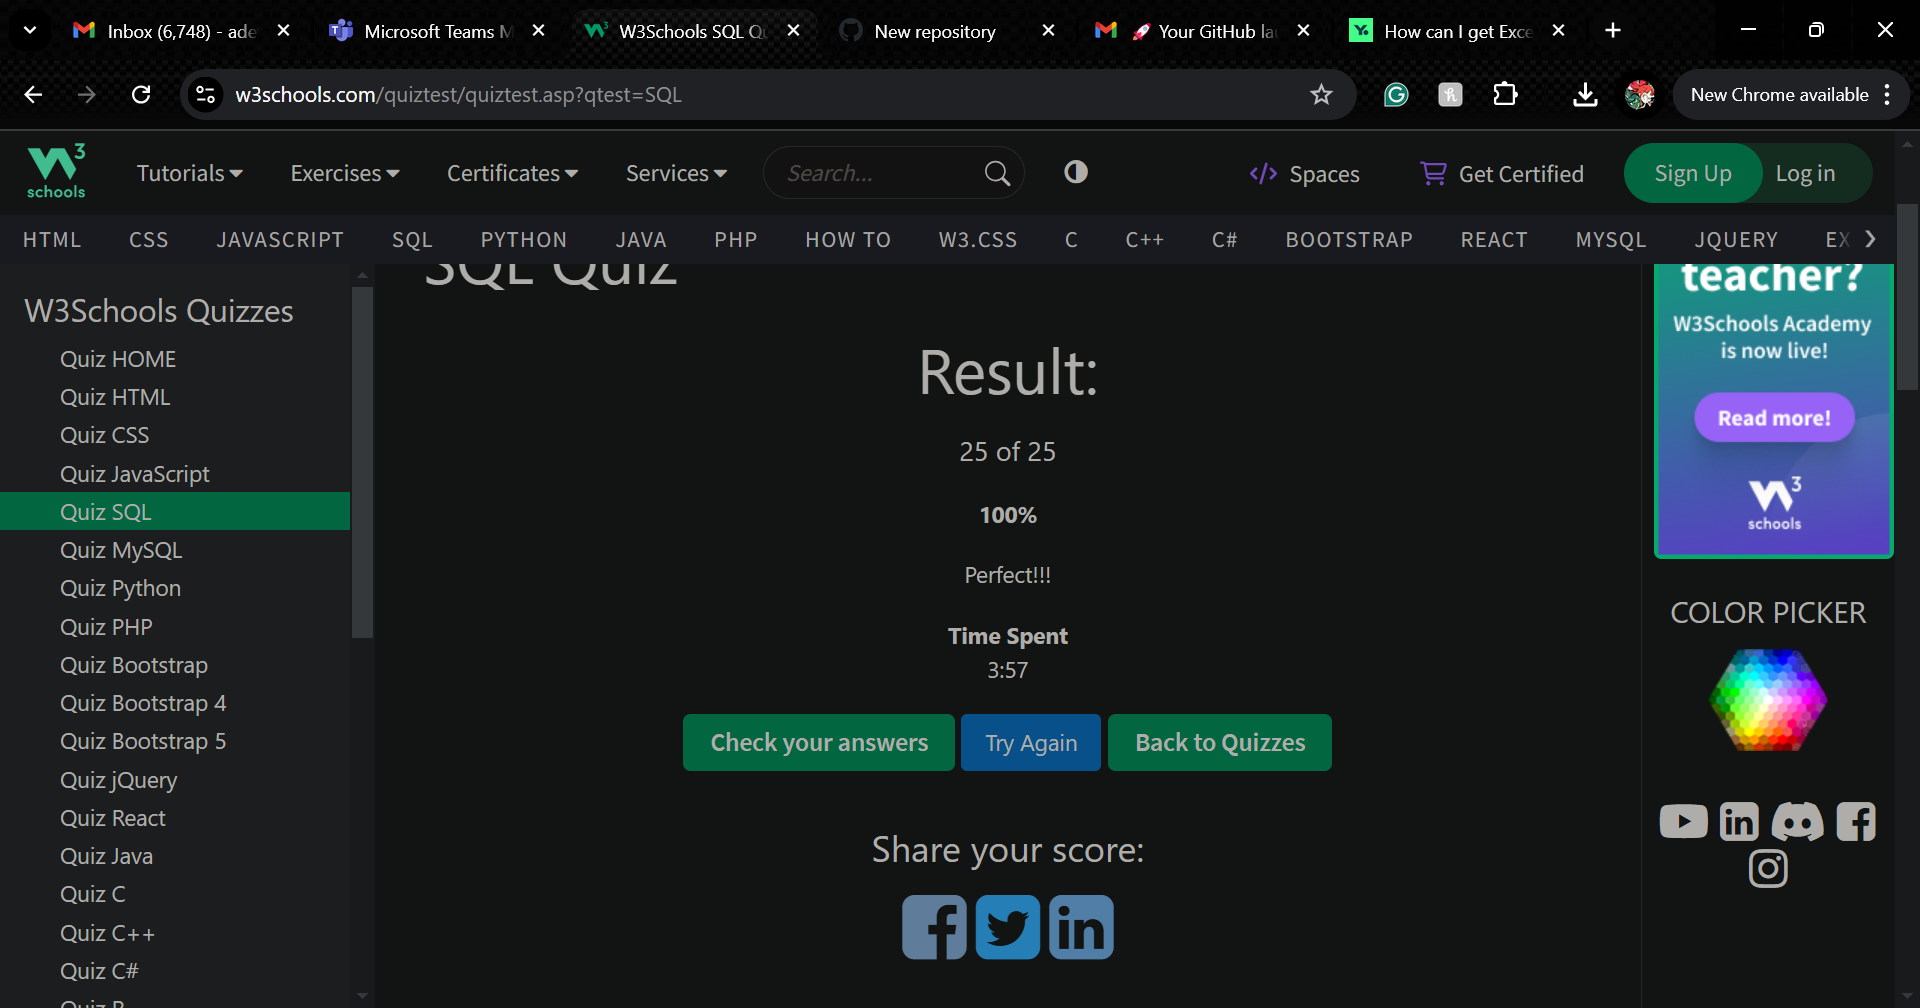 Inbox (6,748) - ade
Microsoft Teams M
W3Schools SQL Qu
New repository
🚀 Your GitHub la
How can I get Exce
w3schools.com/quiztest/quiztest.asp?qtest=SQL
New Chrome available
W3
schools
Tutorials
Exercises
Certificates
Services
Search...
Spaces
Get Certified
Sign Up
Log in
HTML
CSS
JAVASCRIPT
SQL
PYTHON
JAVA
PHP
HOW TO
W3.CSS
C
C++
C#
BOOTSTRAP
REACT
MYSQL
JQUERY
EX
W3Schools Quizzes
Quiz HOME
Quiz HTML
Quiz CSS
Quiz JavaScript
Quiz SQL
Quiz MySQL
Quiz Python
Quiz PHP
Quiz Bootstrap
Quiz Bootstrap 4
Quiz Bootstrap 5
Quiz jQuery
Quiz React
Quiz Java
Quiz C
Quiz C++
Quiz C#
Quiz R
SQL Quiz
Result:
25 of 25
100%
Perfect!!!
Time Spent
3:57
Check your answers
Try Again
Back to Quizzes
Share your score:
teacher?
W3Schools Academy
is now live!
Read more!
W3
schools
COLOR PICKER